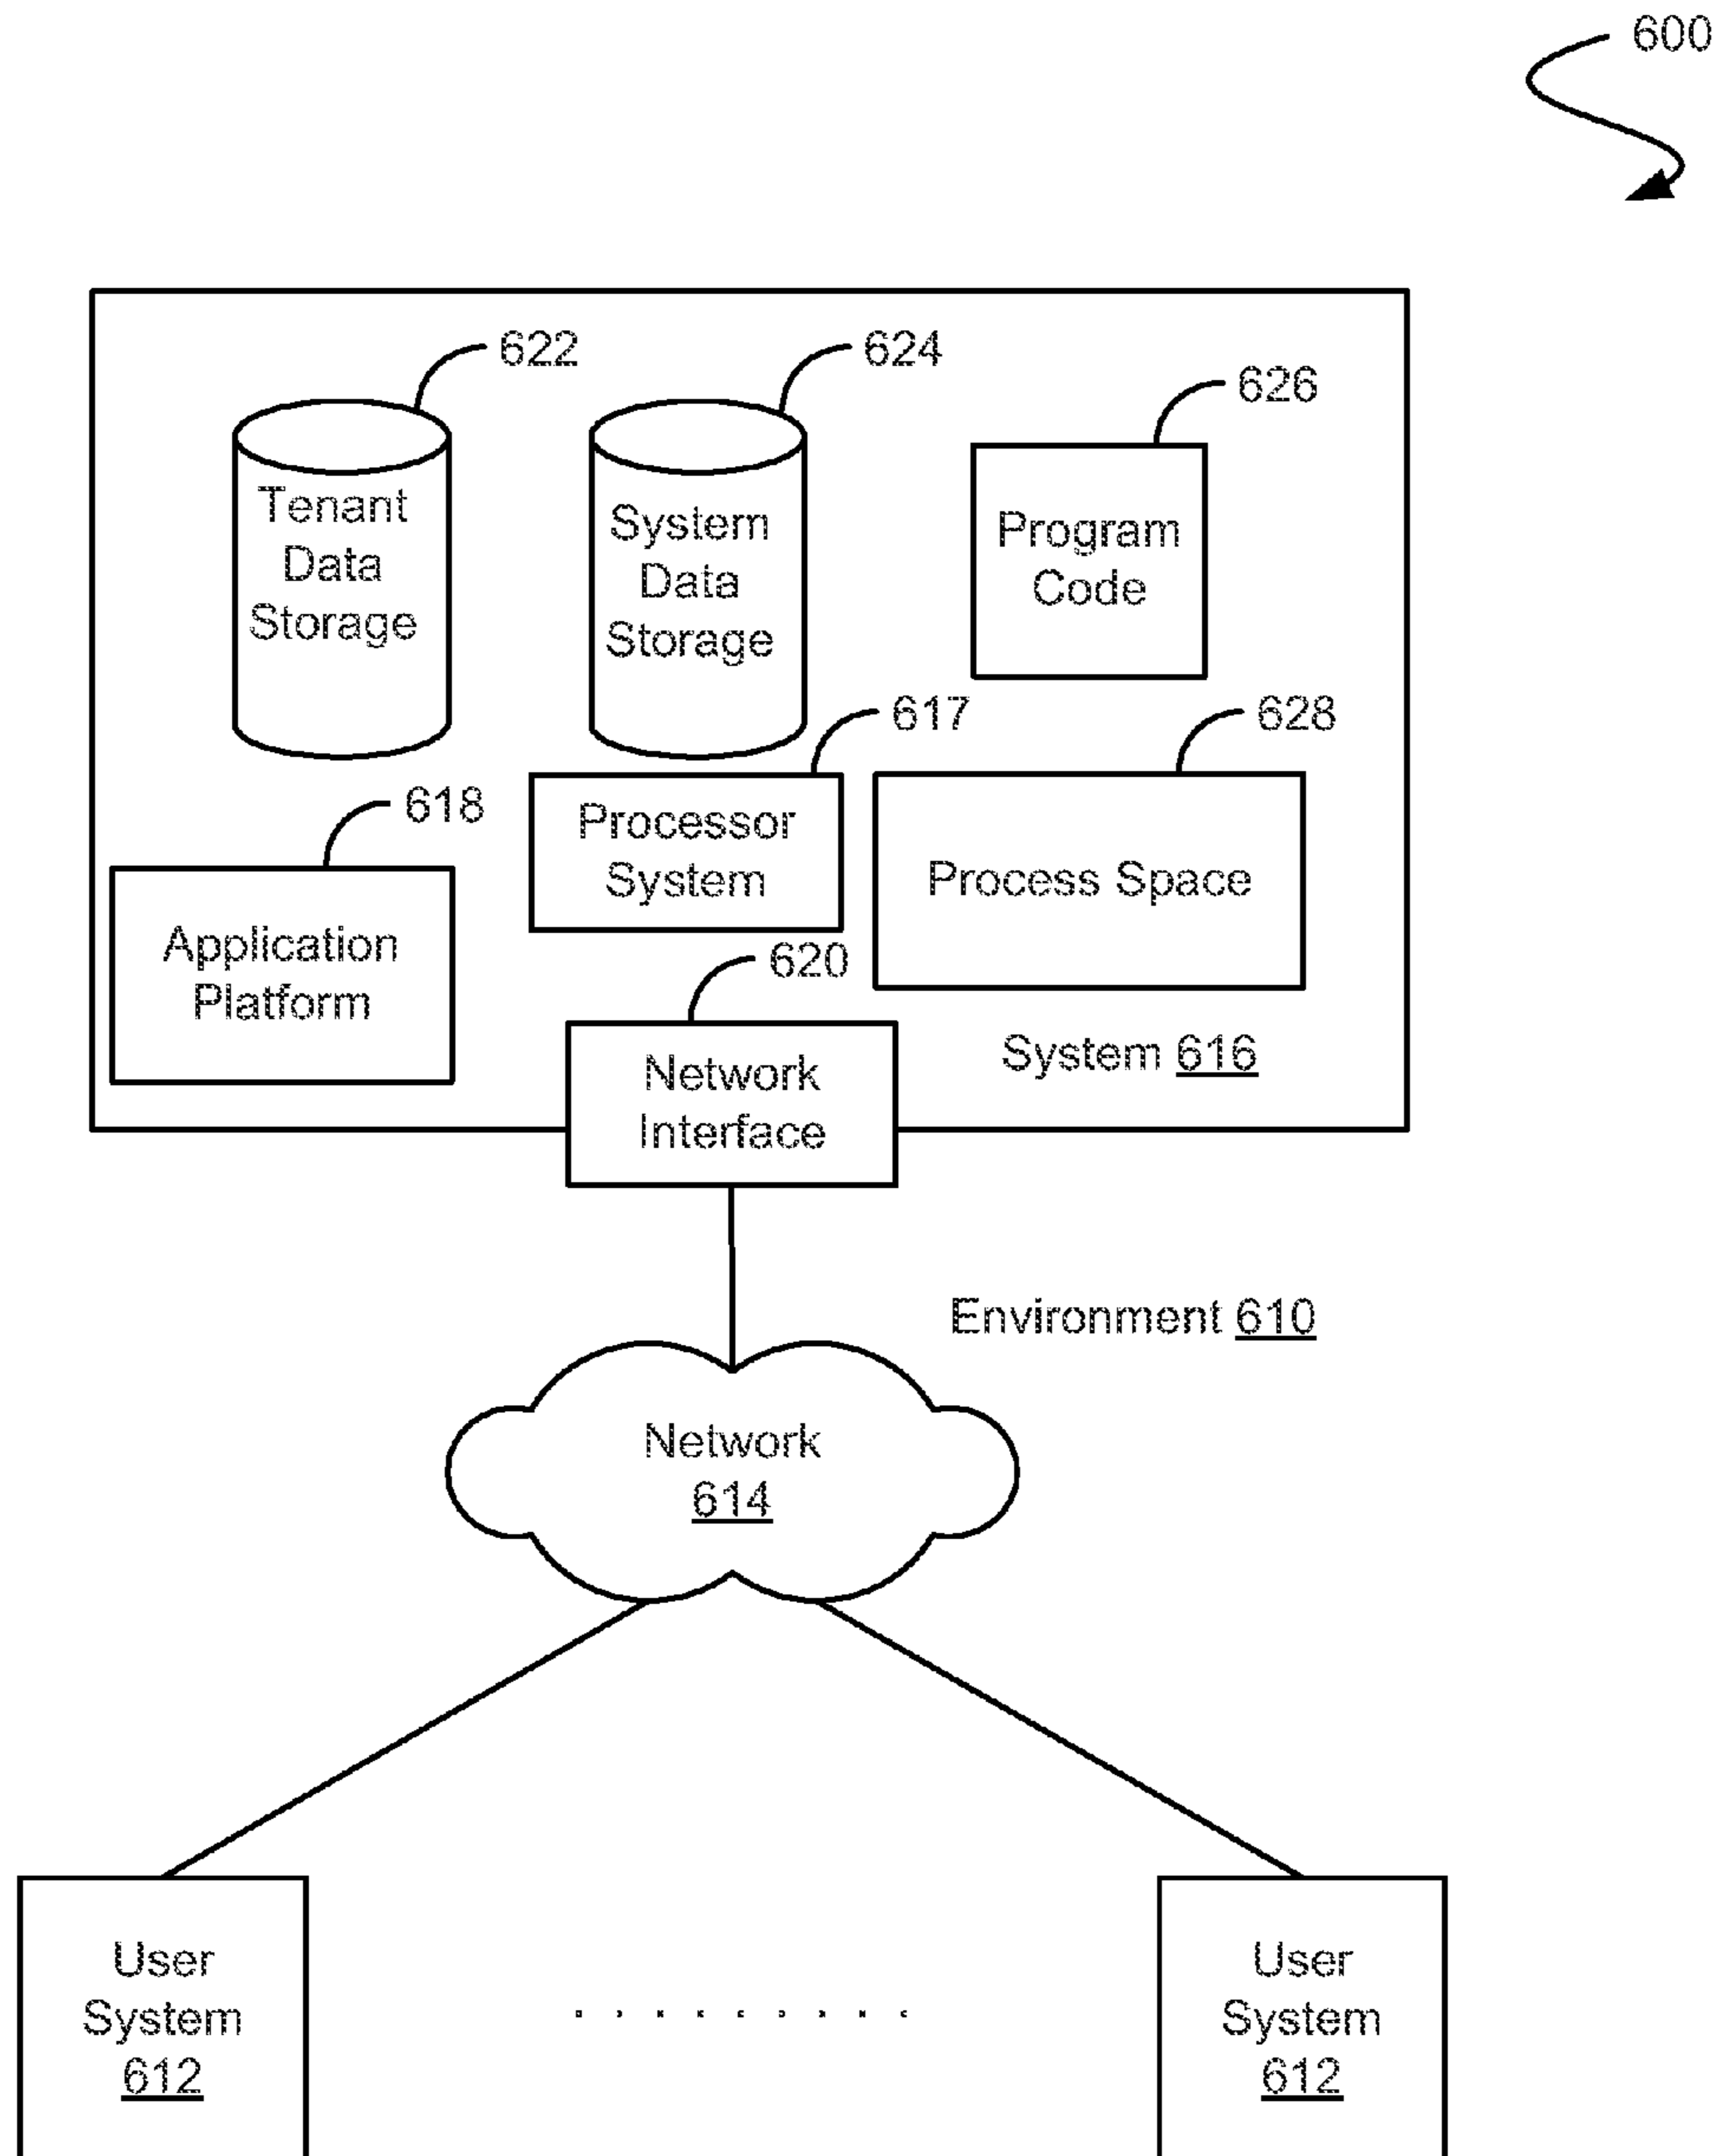 600
622
624
626
Tenant
Data
Storage
System
Data
Storage
Program
Code
617
628
618
Processor
System
Process Space
Application
Platform
620
System 616
Network
Interface
Environment 610
Network
614
User
System
612
User
System
612